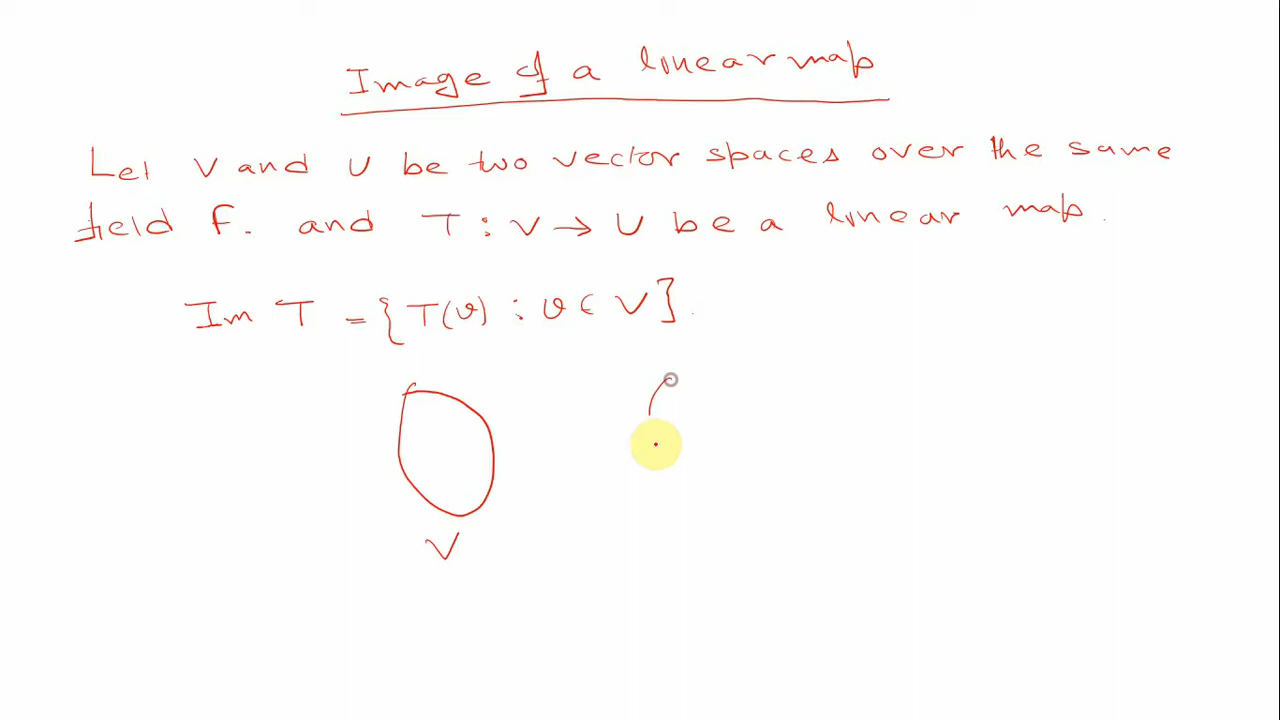 Image of a linear map
Let V and U be two vector spaces over the same
field F. and T : V → U be a linear map.
Im T = {T(v) : v ∈ V}.
V